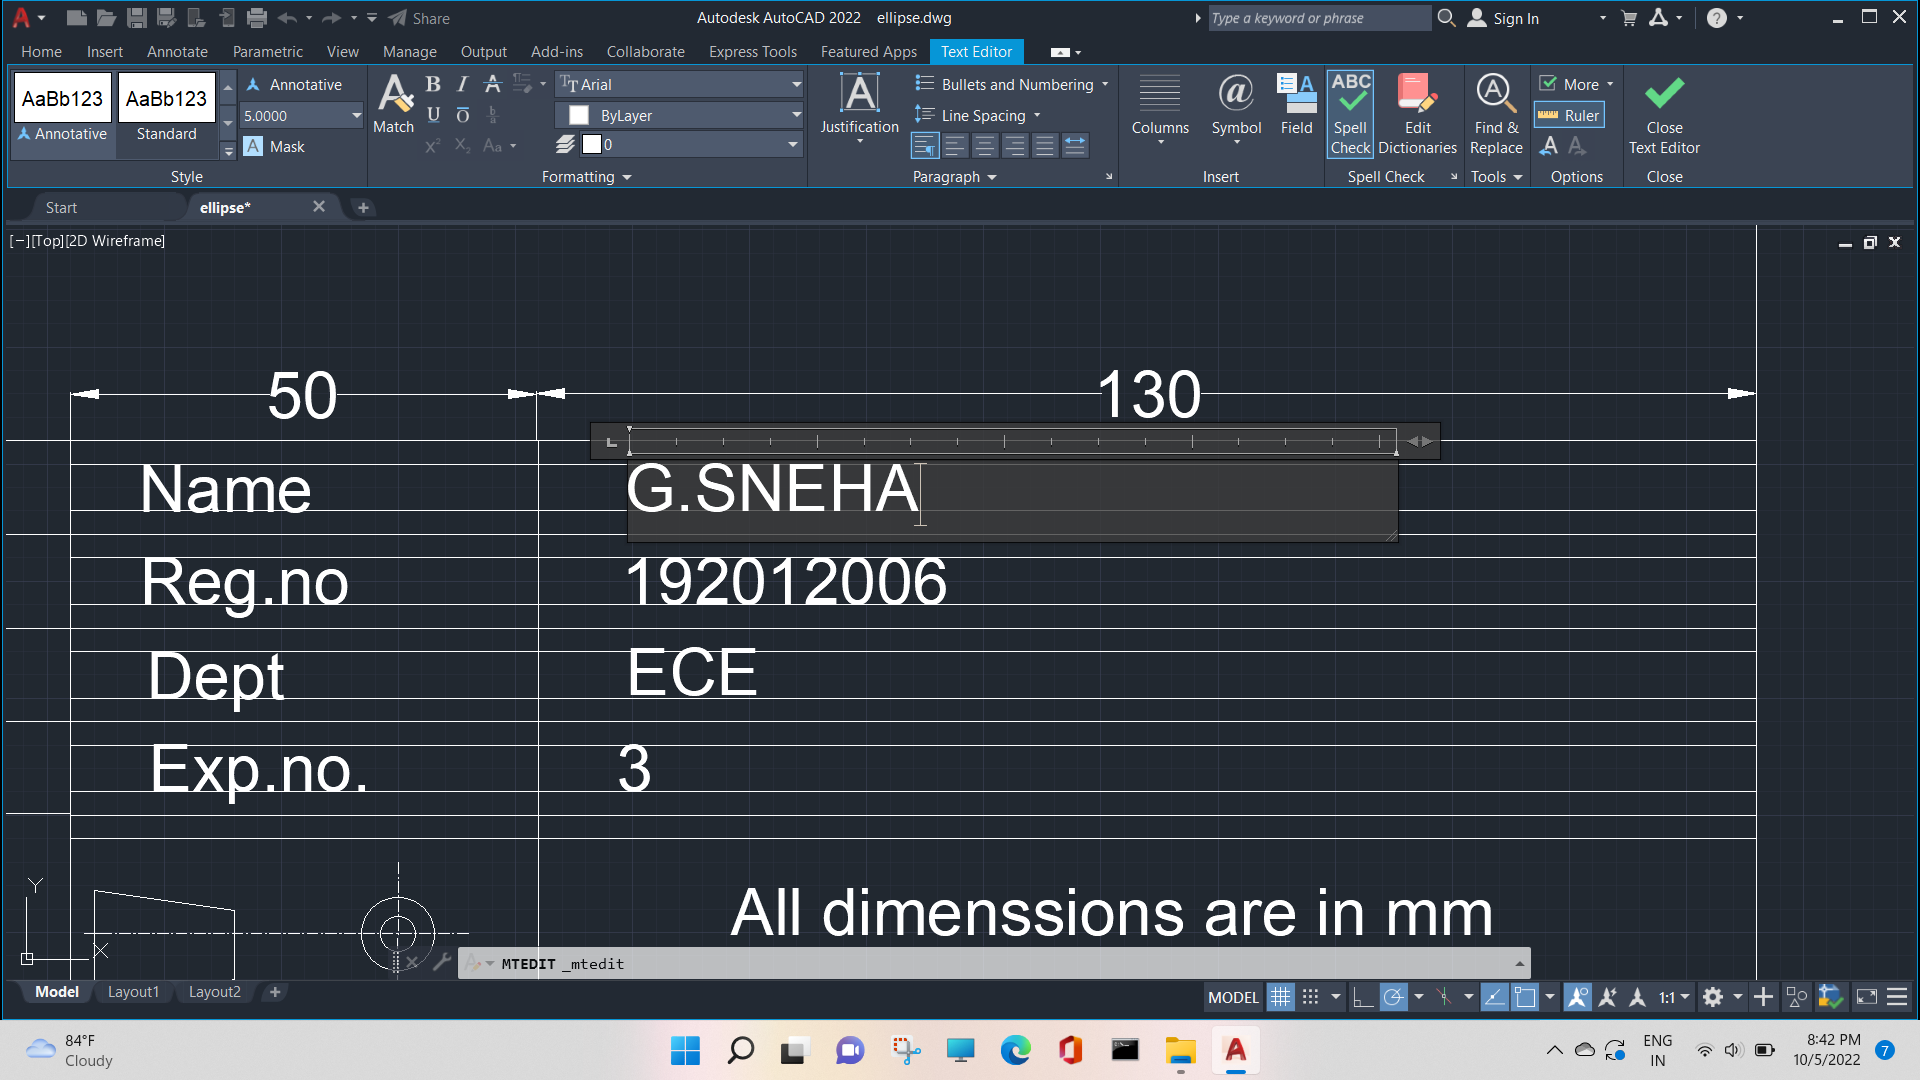 Share
Autodesk AutoCAD 2022 ellipse.dwg
Type a keyword or phrase
Sign In
Home Insert Annotate Parametric View Manage Output Add-ins Collaborate Express Tools Featured Apps Text Editor
AaBb123 AaBb123
Annotative Standard
Annotative
5.0000
A Mask
Style
Match
B I A
U O
X² X₂ Aa
Arial
ByLayer
0
Formatting
A
Justification
Bullets and Numbering
Line Spacing
Paragraph
Columns
@
Symbol
Field
Insert
ABC
Spell Check
Edit Dictionaries
Spell Check
Find & Replace
Tools
More
Ruler
Options
Close Text Editor
Close
Start ellipse*
[−][Top][2D Wireframe]
50 130
Name G.SNEHA
Reg.no 192012006
Dept ECE
Exp.no. 3
All dimenssions are in mm
Y
X
MTEDIT _mtedit
Model Layout1 Layout2
MODEL 1:1
84°F
Cloudy
ENG
IN
8:42 PM
10/5/2022
7